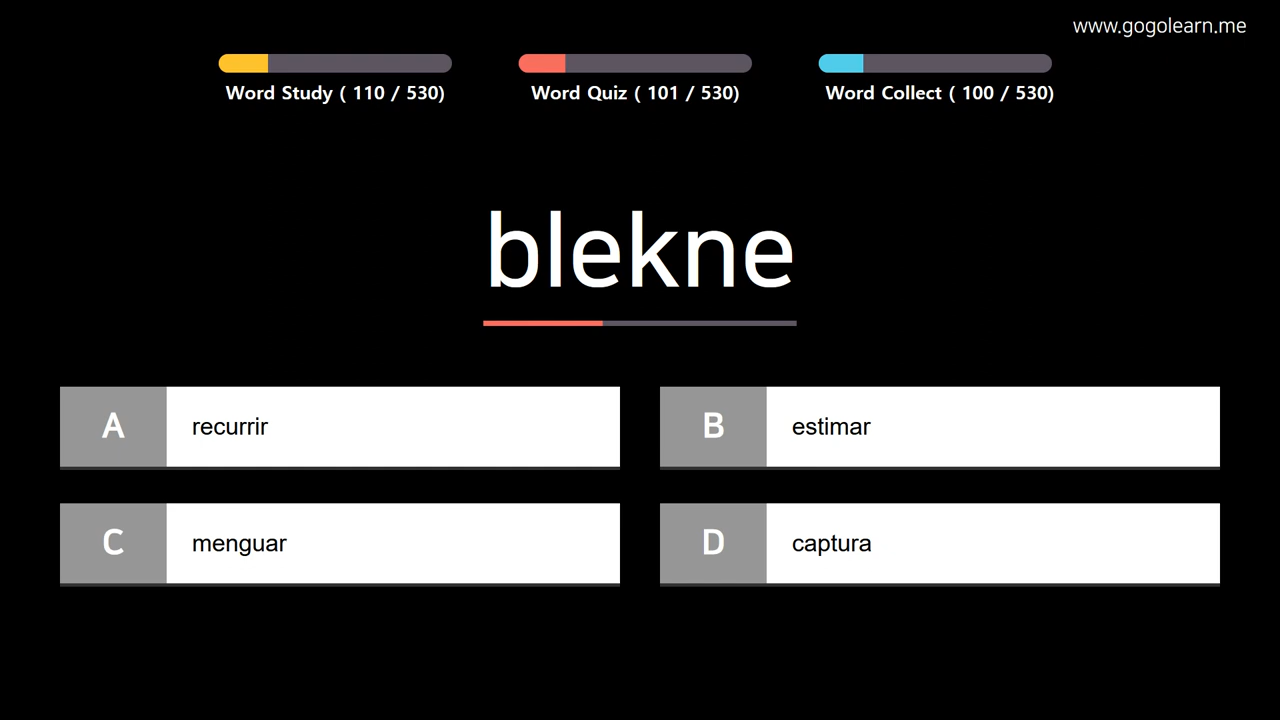 www.gogolearn.me
Word Study ( 110 / 530)
Word Quiz ( 101 / 530)
Word Collect ( 100 / 530)
blekne
A recurrir
B estimar
C menguar
D captura